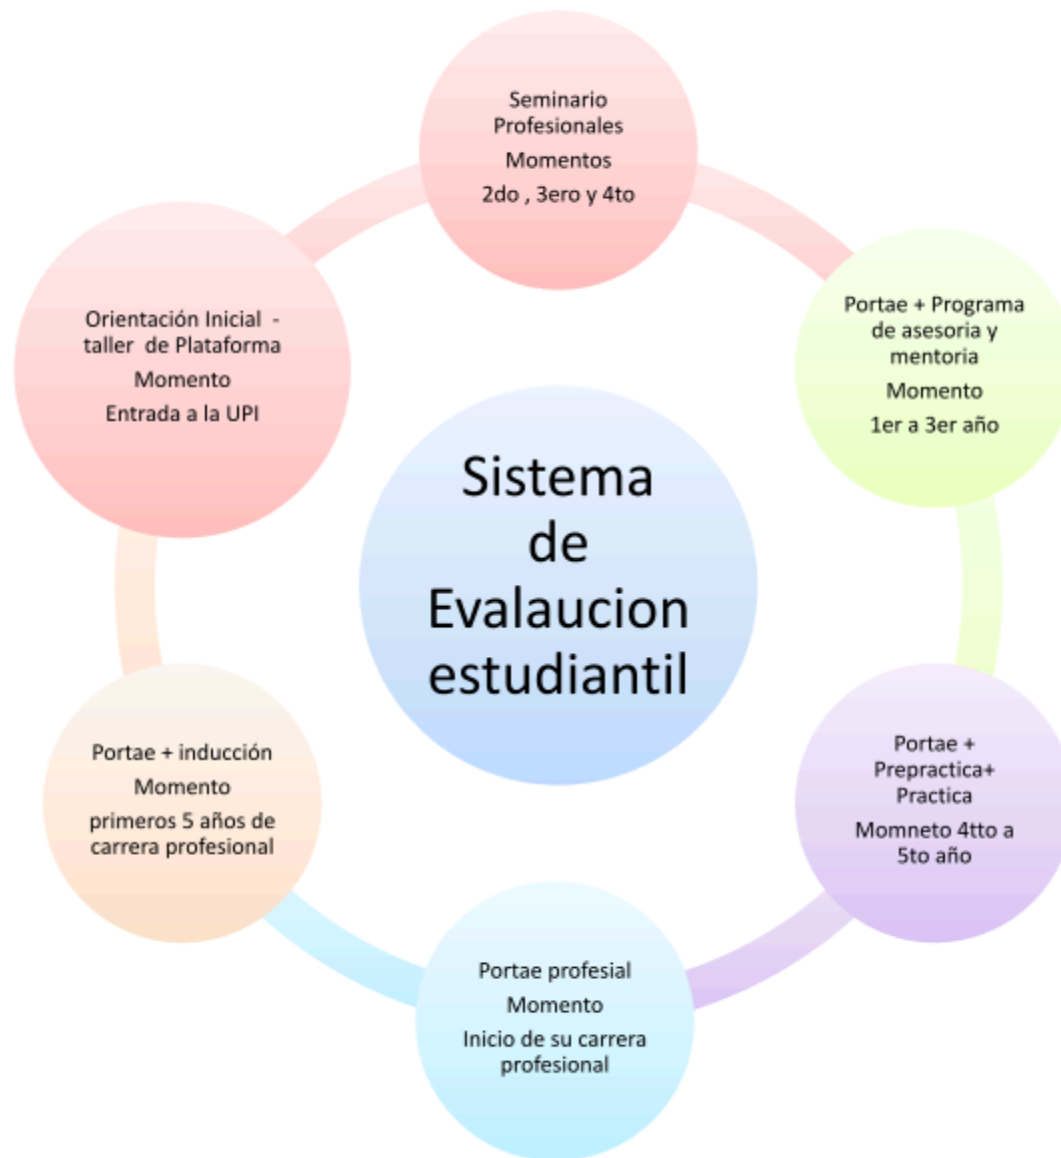 Seminario
Profesionales
Momentos
2do , 3ero y 4to
Orientación Inicial -
taller de Plataforma
Momento
Entrada a la UPI
Portae + Programa
de asesoria y
mentoria
Momento
1er a 3er año
Sistema
de
Evalaucion
estudiantil
Portae + inducción
Momento
primeros 5 años de
carrera profesional
Portae +
Prepractica+
Practica
Momneto 4tto a
5to año
Portae profesial
Momento
Inicio de su carrera
profesional